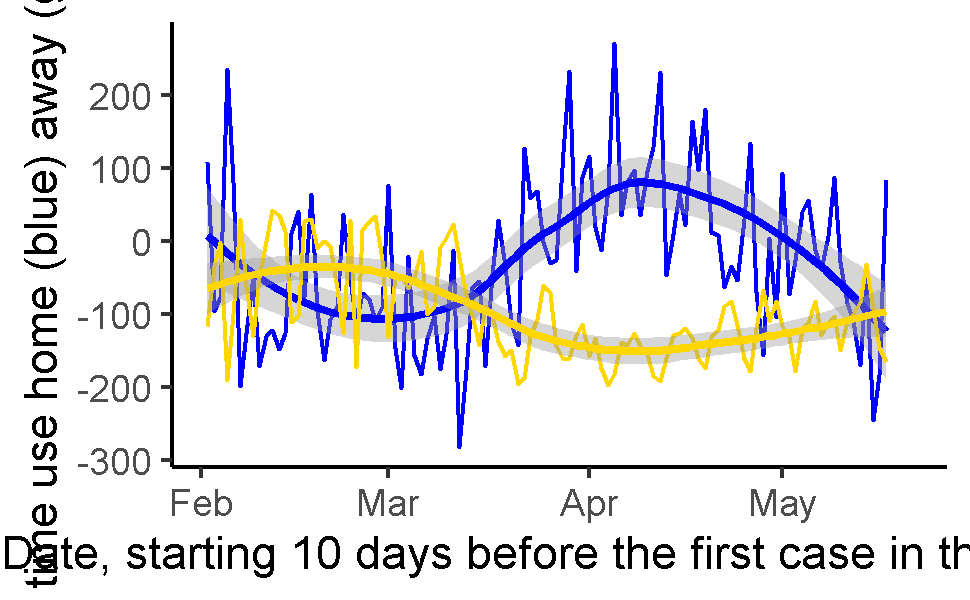 time use home (blue) away (
200
100
0
-100
-200
-300
Feb Mar Apr May
Date, starting 10 days before the first case in th